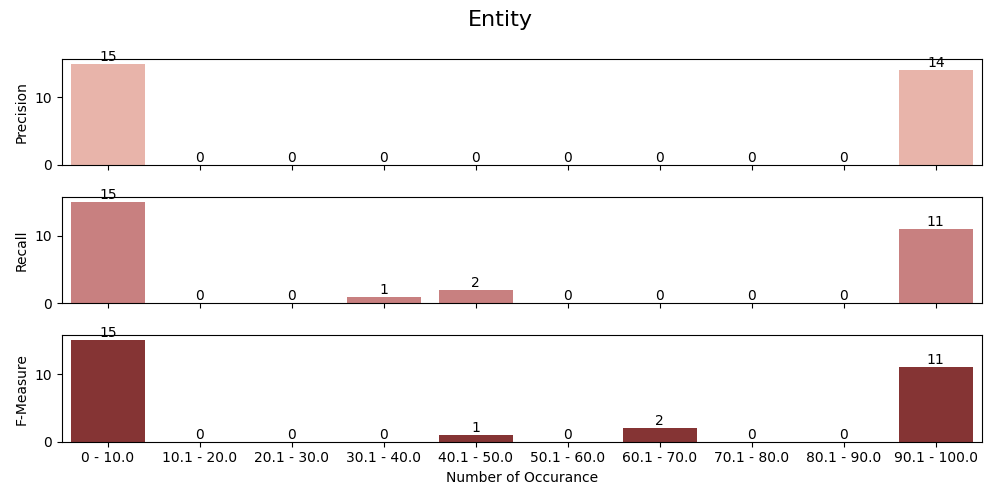 Entity
Precision
10
0
15 0 0 0 0 0 0 0 0 14
Recall
10
0
15 0 0 1 2 0 0 0 0 11
F-Measure
10
0
15 0 0 0 1 0 2 0 0 11
0 - 10.0 10.1 - 20.0 20.1 - 30.0 30.1 - 40.0 40.1 - 50.0 50.1 - 60.0 60.1 - 70.0 70.1 - 80.0 80.1 - 90.0 90.1 - 100.0
Number of Occurance